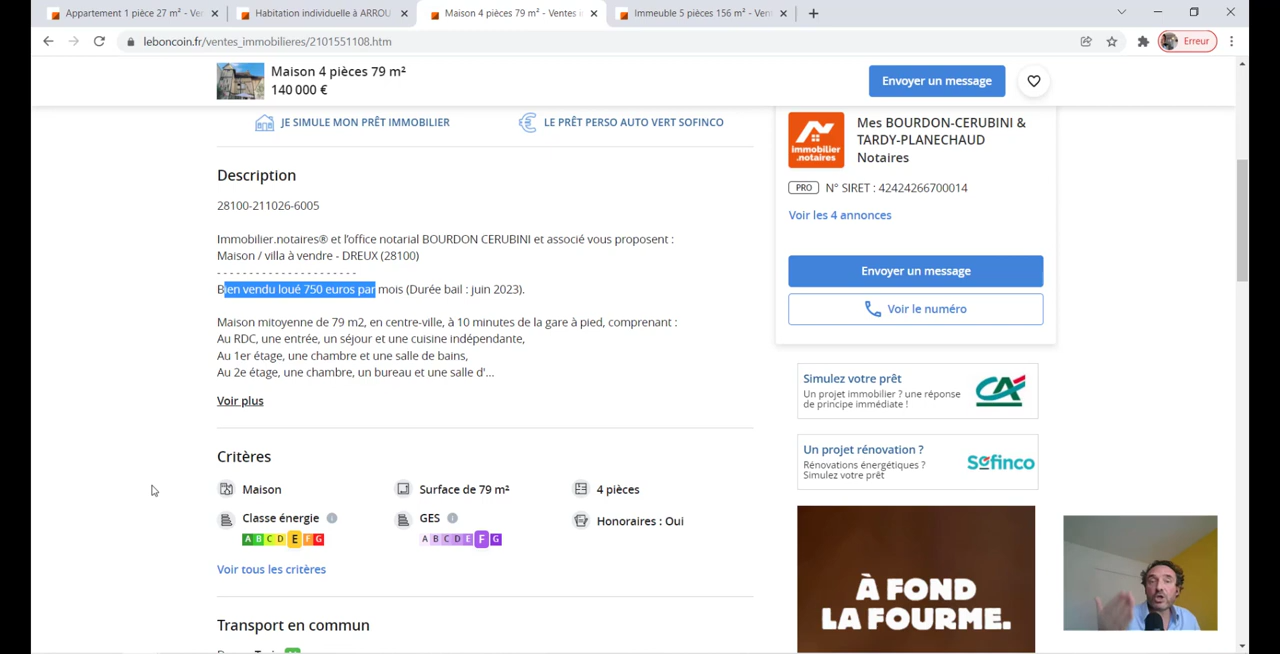 Appartement 1 pièce 27 m² - Ve
Habitation individuelle à ARROU
Maison 4 pièces 79 m² - Ventes i
Immeuble 5 pièces 156 m² - Ven
leboncoin.fr/ventes_immobilieres/2101551108.htm
Erreur
Maison 4 pièces 79 m²
140 000 €
Envoyer un message
JE SIMULE MON PRÊT IMMOBILIER
LE PRÊT PERSO AUTO VERT SOFINCO
Description
28100-211026-6005
Immobilier.notaires® et l'office notarial BOURDON CERUBINI et associé vous proposent :
Maison / villa à vendre - DREUX (28100)
- - - - - - - - - - - - - - - - - - - - -
Bien vendu loué 750 euros par mois (Durée bail : juin 2023).
Maison mitoyenne de 79 m2, en centre-ville, à 10 minutes de la gare à pied, comprenant :
Au RDC, une entrée, un séjour et une cuisine indépendante,
Au 1er étage, une chambre et une salle de bains,
Au 2e étage, une chambre, un bureau et une salle d'...
Voir plus
Critères
Maison
Surface de 79 m²
4 pièces
Classe énergie
GES
Honoraires : Oui
A B C D E F G
A B C D E F G
Voir tous les critères
Transport en commun
immobilier
.notaires
Mes BOURDON-CERUBINI &
TARDY-PLANECHAUD
Notaires
PRO N° SIRET : 42424266700014
Voir les 4 annonces
Envoyer un message
Voir le numéro
Simulez votre prêt
Un projet immobilier ? une réponse
de principe immédiate !
CA
Un projet rénovation ?
Rénovations énergétiques ?
Simulez votre prêt
Sofinco
À FOND
LA FOURME.